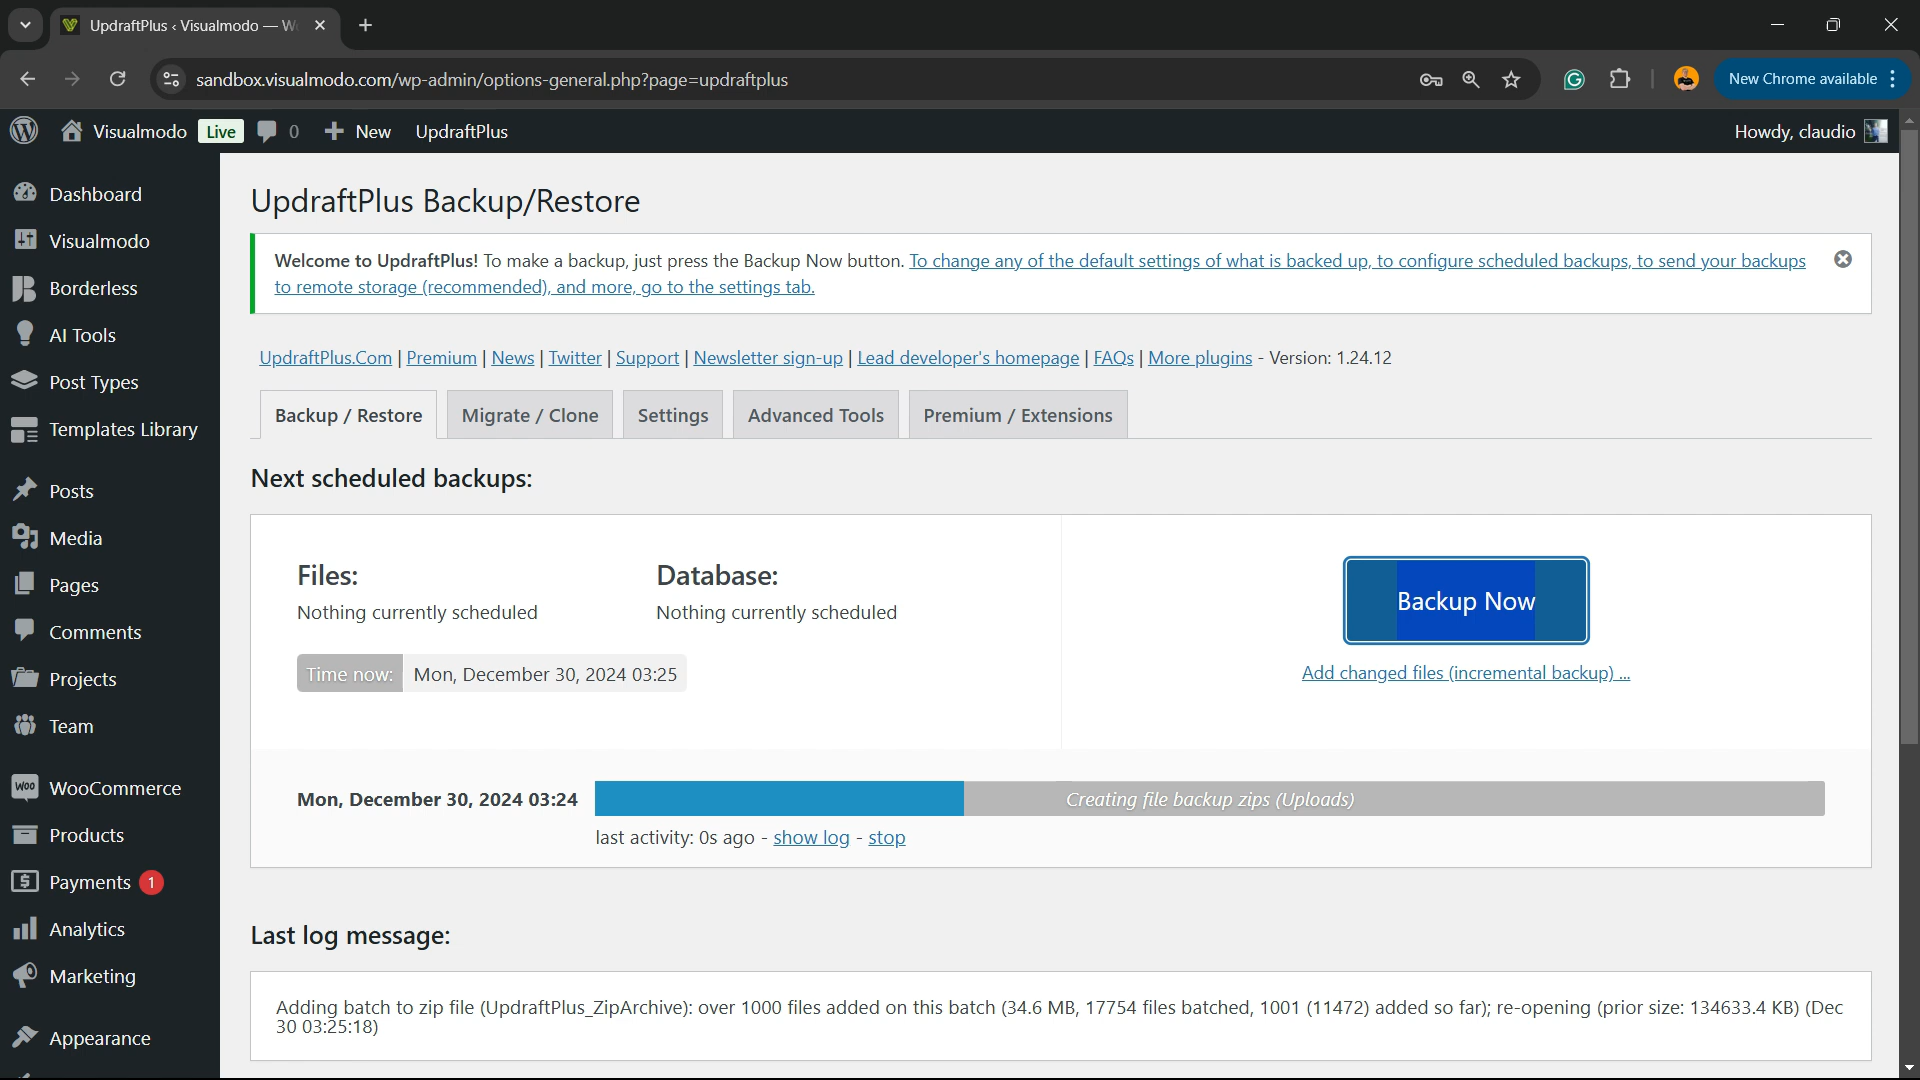 UpdraftPlus ‹ Visualmodo — W
sandbox.visualmodo.com/wp-admin/options-general.php?page=updraftplus
New Chrome available
Visualmodo Live 0 New UpdraftPlus Howdy, claudio
Dashboard
Visualmodo
Borderless
AI Tools
Post Types
Templates Library
Posts
Media
Pages
Comments
Projects
Team
WooCommerce
Products
Payments 1
Analytics
Marketing
Appearance
UpdraftPlus Backup/Restore
Welcome to UpdraftPlus! To make a backup, just press the Backup Now button. To change any of the default settings of what is backed up, to configure scheduled backups, to send your backups
to remote storage (recommended), and more, go to the settings tab.
UpdraftPlus.Com | Premium | News | Twitter | Support | Newsletter sign-up | Lead developer's homepage | FAQs | More plugins - Version: 1.24.12
Backup / Restore Migrate / Clone Settings Advanced Tools Premium / Extensions
Next scheduled backups:
Files: Database:
Nothing currently scheduled Nothing currently scheduled
Time now: Mon, December 30, 2024 03:25
Backup Now
Add changed files (incremental backup) ...
Mon, December 30, 2024 03:24 Creating file backup zips (Uploads)
last activity: 0s ago - show log - stop
Last log message:
Adding batch to zip file (UpdraftPlus_ZipArchive): over 1000 files added on this batch (34.6 MB, 17754 files batched, 1001 (11472) added so far); re-opening (prior size: 134633.4 KB) (Dec
30 03:25:18)